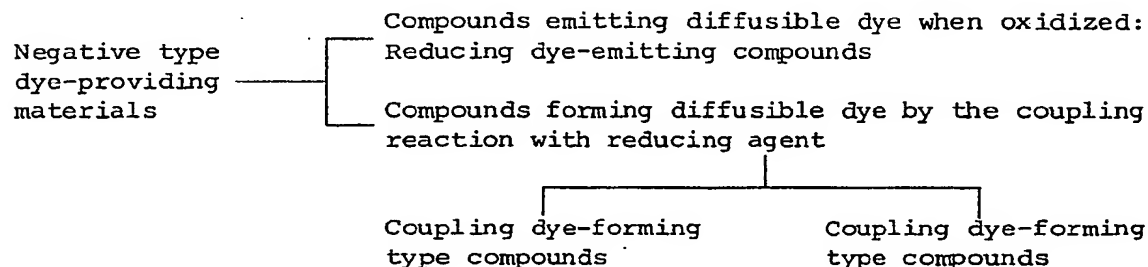 Negative type
dye-providing
materials
Compounds emitting diffusible dye when oxidized:
Reducing dye-emitting compounds
Compounds forming diffusible dye by the coupling
reaction with reducing agent
Coupling dye-forming
type compounds
Coupling dye-forming
type compounds